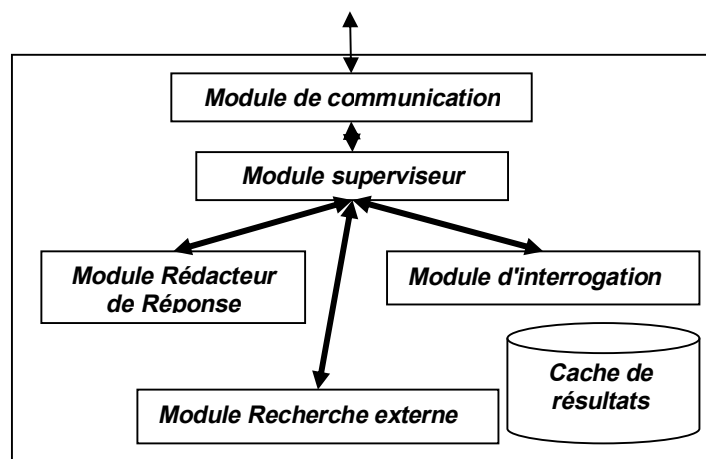 Module de communication
Module superviseur
Module Rédacteur
de Réponse
Module d'interrogation
Cache de
résultats
Module Recherche externe